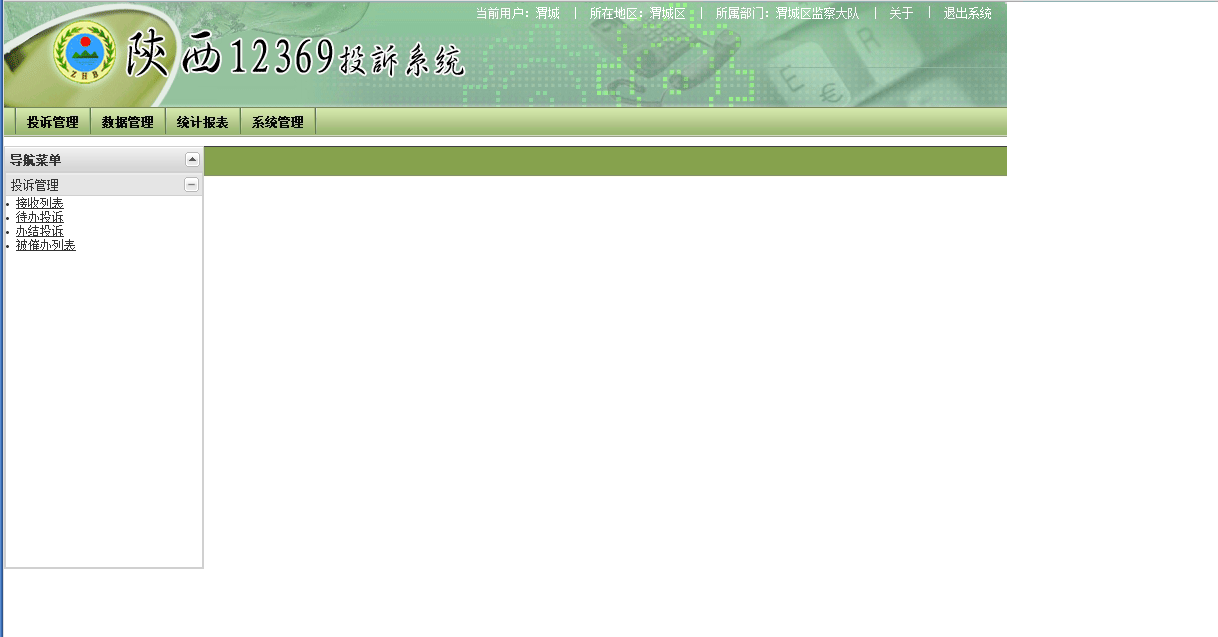 当前用户：渭城 | 所在地区：渭城区 | 所属部门：渭城区监察大队 | 关于 | 退出系统
ZHB
陝西12369投訴系統
投诉管理 数据管理 统计报表 系统管理
导航菜单
投诉管理
接收列表
待办投诉
办结投诉
被催办列表